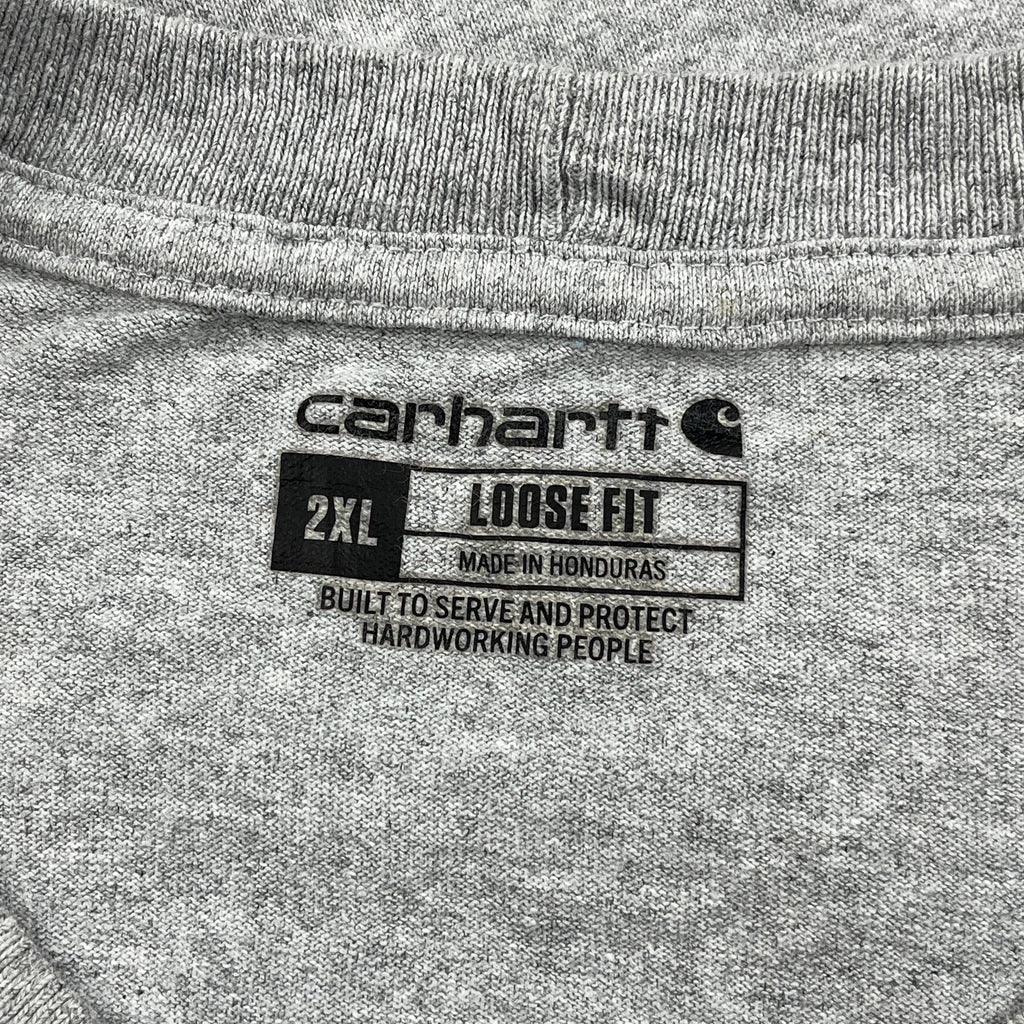 carhartt
2XL LOOSE FIT
MADE IN HONDURAS
BUILT TO SERVE AND PROTECT
HARDWORKING PEOPLE